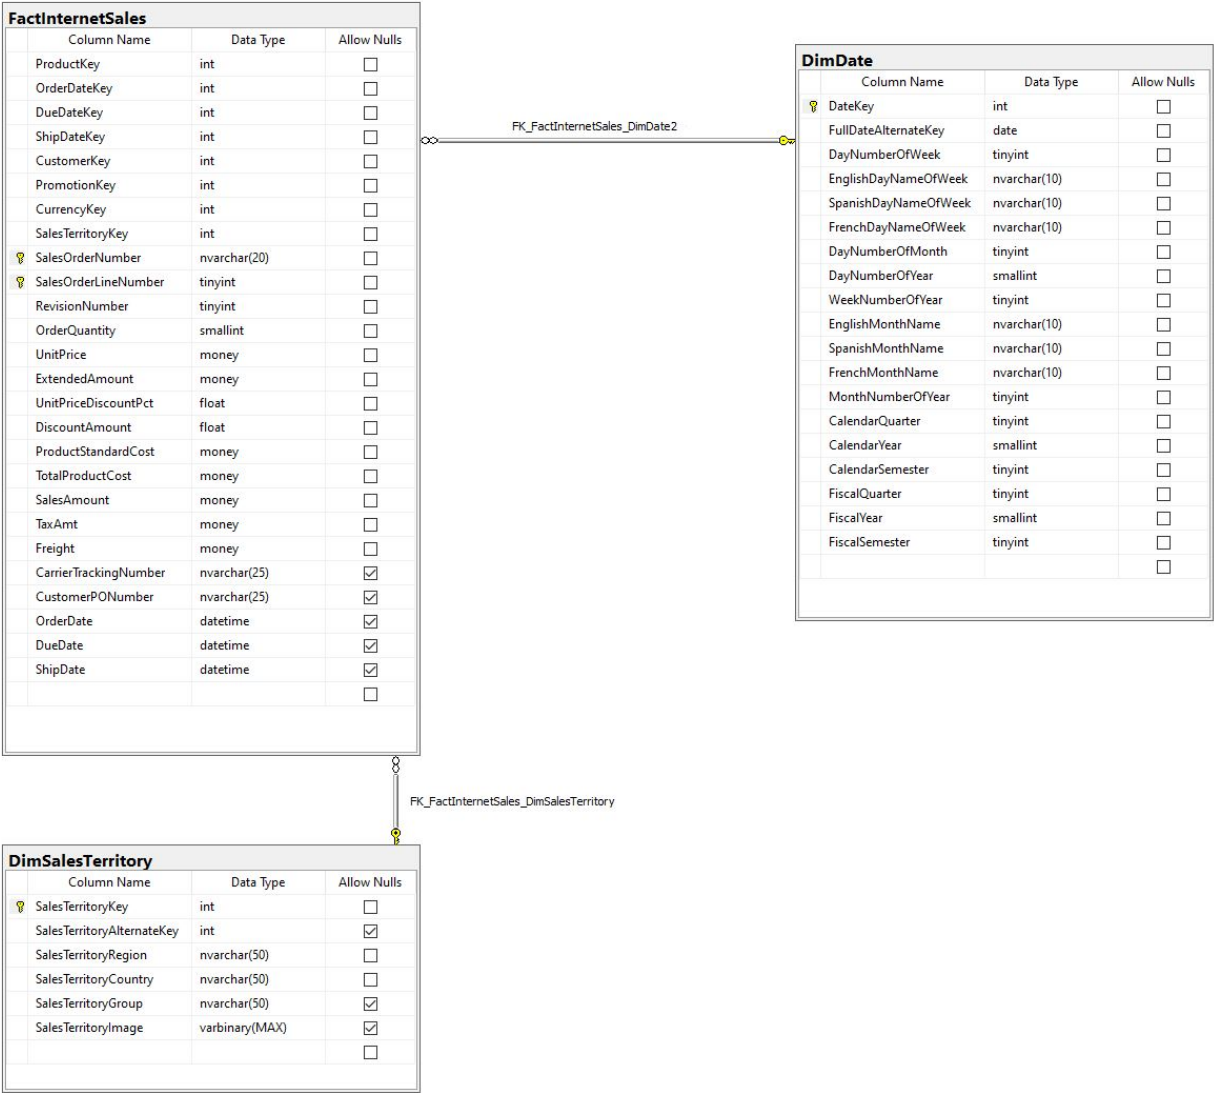 FactInternetSales
Column Name Data Type Allow Nulls
ProductKey int
OrderDateKey int
DueDateKey int
ShipDateKey int
CustomerKey int
PromotionKey int
CurrencyKey int
SalesTerritoryKey int
SalesOrderNumber nvarchar(20)
SalesOrderLineNumber tinyint
RevisionNumber tinyint
OrderQuantity smallint
UnitPrice money
ExtendedAmount money
UnitPriceDiscountPct float
DiscountAmount float
ProductStandardCost money
TotalProductCost money
SalesAmount money
TaxAmt money
Freight money
CarrierTrackingNumber nvarchar(25)
CustomerPONumber nvarchar(25)
OrderDate datetime
DueDate datetime
ShipDate datetime
FK_FactInternetSales_DimDate2
DimDate
Column Name Data Type Allow Nulls
DateKey int
FullDateAlternateKey date
DayNumberOfWeek tinyint
EnglishDayNameOfWeek nvarchar(10)
SpanishDayNameOfWeek nvarchar(10)
FrenchDayNameOfWeek nvarchar(10)
DayNumberOfMonth tinyint
DayNumberOfYear smallint
WeekNumberOfYear tinyint
EnglishMonthName nvarchar(10)
SpanishMonthName nvarchar(10)
FrenchMonthName nvarchar(10)
MonthNumberOfYear tinyint
CalendarQuarter tinyint
CalendarYear smallint
CalendarSemester tinyint
FiscalQuarter tinyint
FiscalYear smallint
FiscalSemester tinyint
FK_FactInternetSales_DimSalesTerritory
DimSalesTerritory
Column Name Data Type Allow Nulls
SalesTerritoryKey int
SalesTerritoryAlternateKey int
SalesTerritoryRegion nvarchar(50)
SalesTerritoryCountry nvarchar(50)
SalesTerritoryGroup nvarchar(50)
SalesTerritoryImage varbinary(MAX)